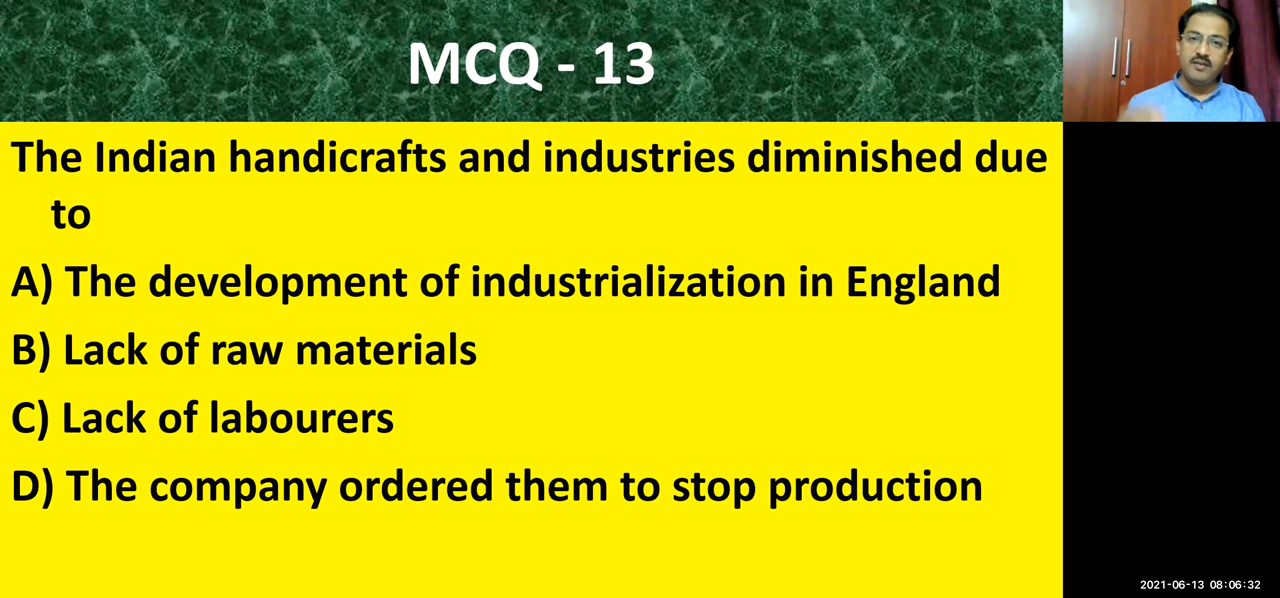 MCQ - 13
The Indian handicrafts and industries diminished due
to
A) The development of industrialization in England
B) Lack of raw materials
C) Lack of labourers
D) The company ordered them to stop production
2021-06-13 08:06:32